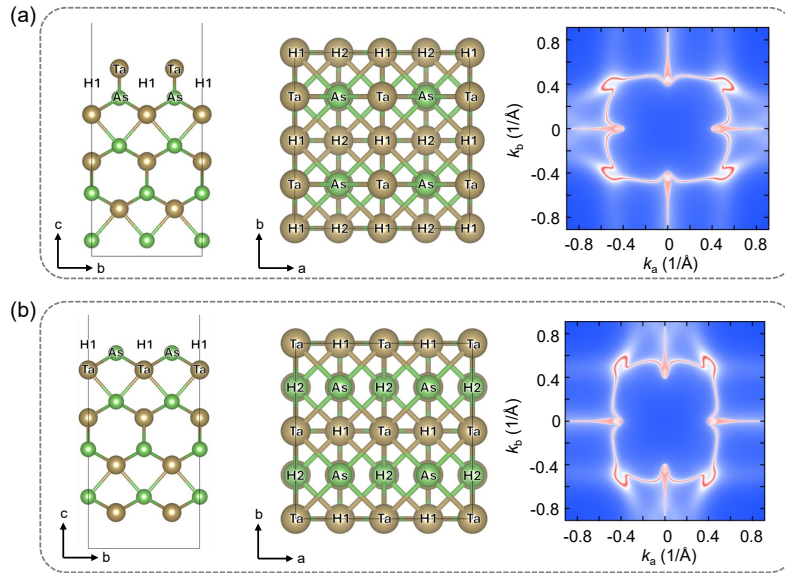 (a)
Ta Ta
H1 H1 H1
As As
c
b
H1 H2 H1 H2 H1
Ta As Ta As Ta
H1 H2 H1 H2 H1
Ta As Ta As Ta
H1 H2 H1 H2 H1
b
a
0.8
0.4
0
-0.4
-0.8
kb (1/Å)
-0.8 -0.4 0 0.4 0.8
ka (1/Å)
(b)
H1 H1 H1
As As
Ta Ta Ta
c
b
Ta H1 Ta H1 Ta
H2 As H2 As H2
Ta H1 Ta H1 Ta
H2 As H2 As H2
Ta H1 Ta H1 Ta
b
a
0.8
0.4
0
-0.4
-0.8
kb (1/Å)
-0.8 -0.4 0 0.4 0.8
ka (1/Å)